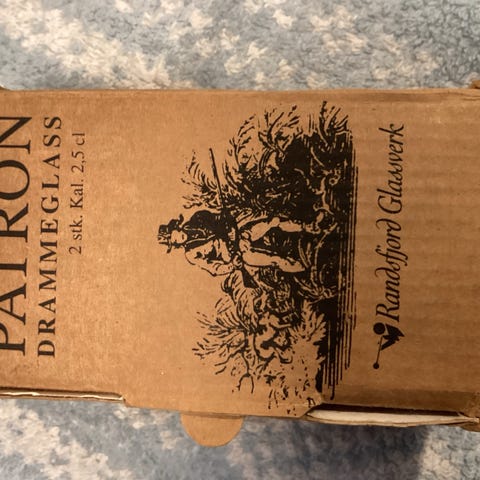 PATRON
DRAMMEGLASS
2 stk. Kal. 2,5 cl
Randsfjord Glassverk